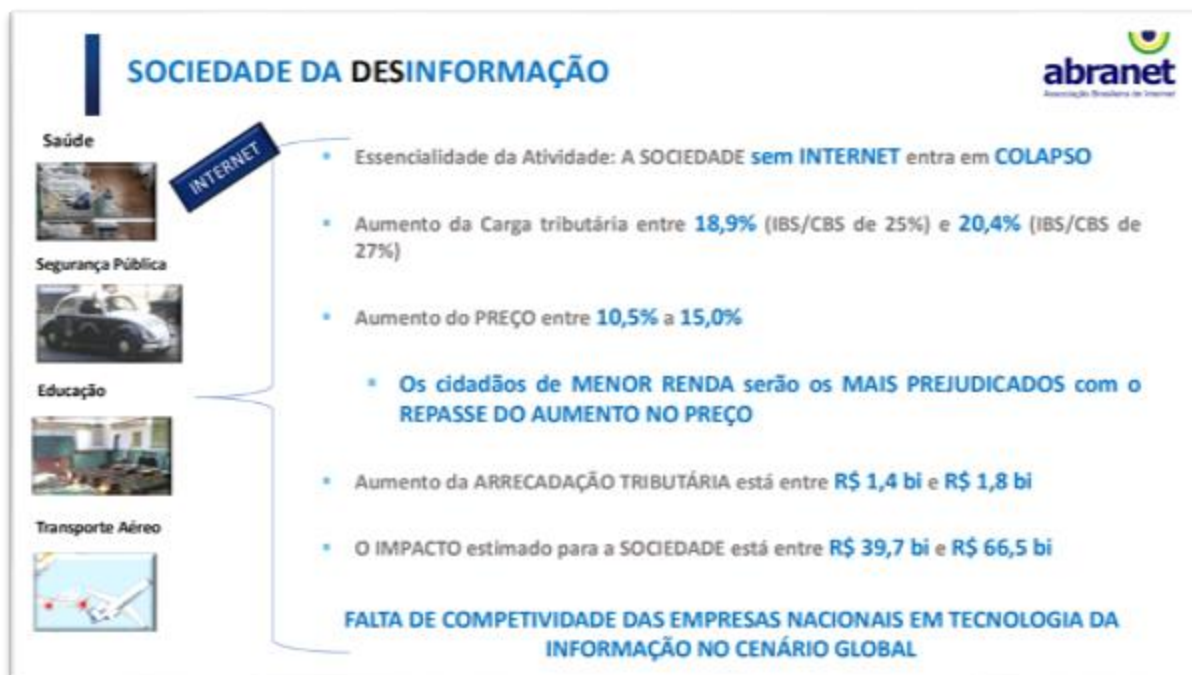 SOCIEDADE DA DESINFORMAÇÃO
abranet
Associação Brasileira de Internet
Saúde
INTERNET
Segurança Pública
Educação
Transporte Aéreo
Essencialidade da Atividade: A SOCIEDADE sem INTERNET entra em COLAPSO
Aumento da Carga tributária entre 18,9% (IBS/CBS de 25%) e 20,4% (IBS/CBS de
27%)
Aumento do PREÇO entre 10,5% a 15,0%
Os cidadãos de MENOR RENDA serão os MAIS PREJUDICADOS com o
REPASSE DO AUMENTO NO PREÇO
Aumento da ARRECADAÇÃO TRIBUTÁRIA está entre R$ 1,4 bi e R$ 1,8 bi
O IMPACTO estimado para a SOCIEDADE está entre R$ 39,7 bi e R$ 66,5 bi
FALTA DE COMPETIVIDADE DAS EMPRESAS NACIONAIS EM TECNOLOGIA DA
INFORMAÇÃO NO CENÁRIO GLOBAL